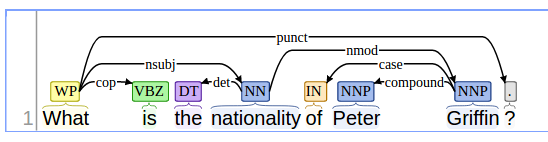 punct
nmod
nsubj case
cop det compound
WP VBZ DT NN IN NNP NNP .
1 What is the nationality of Peter Griffin ?